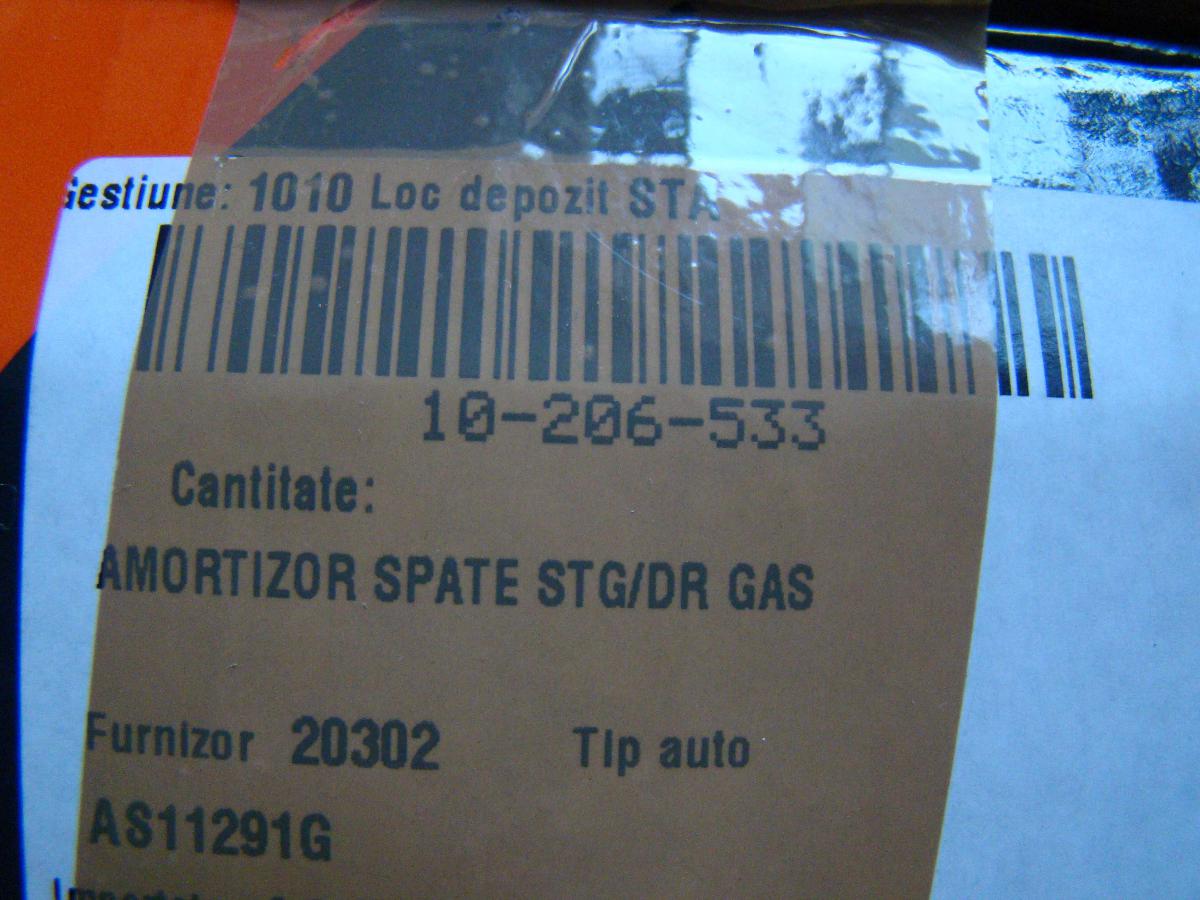 Gestiune: 1010 Loc depozit STA
10-206-533
Cantitate:
AMORTIZOR SPATE STG/DR GAS
Furnizor 20302 Tip auto
AS11291G